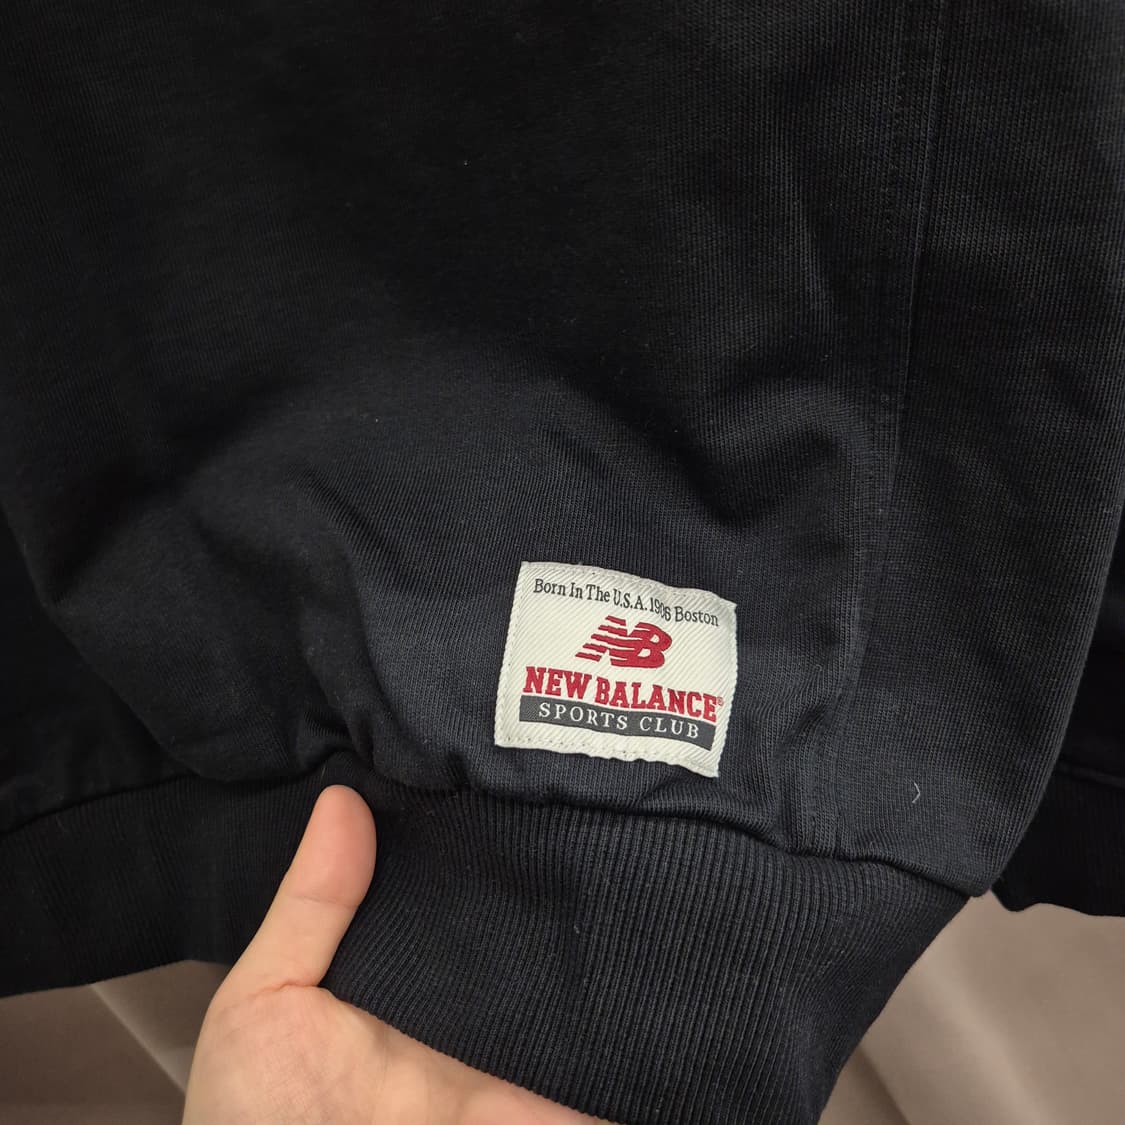 Born In The U.S.A. 1906 Boston
NB
NEW BALANCE®
SPORTS CLUB